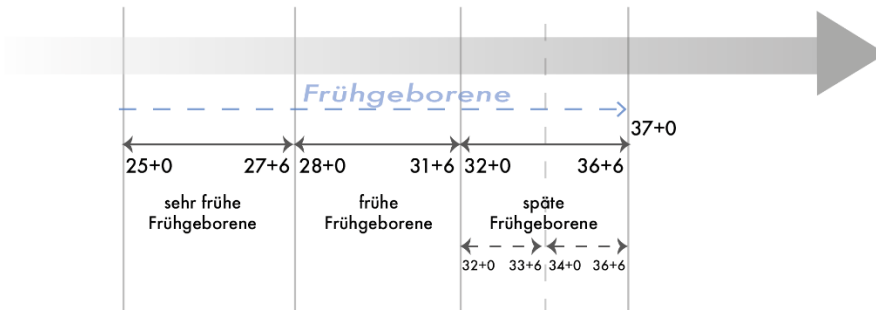 Frühgeborene
37+0
25+0 27+6 28+0 31+6 32+0 36+6
sehr frühe
Frühgeborene
frühe
Frühgeborene
späte
Frühgeborene
32+0 33+6 34+0 36+6